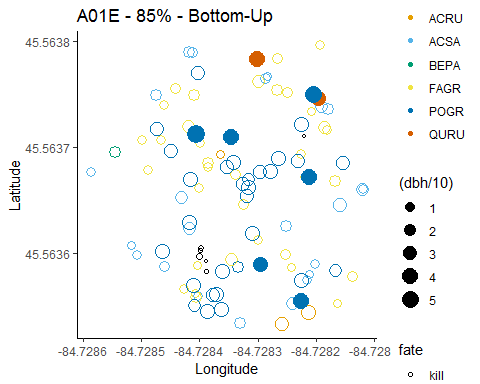 A01E - 85% - Bottom-Up
ACRU
ACSA
BEPA
FAGR
POGR
QURU
(dbh/10)
1
2
3
4
5
fate
kill
Latitude
45.5638
45.5637
45.5636
-84.7286 -84.7285 -84.7284 -84.7283 -84.7282 -84.728
Longitude